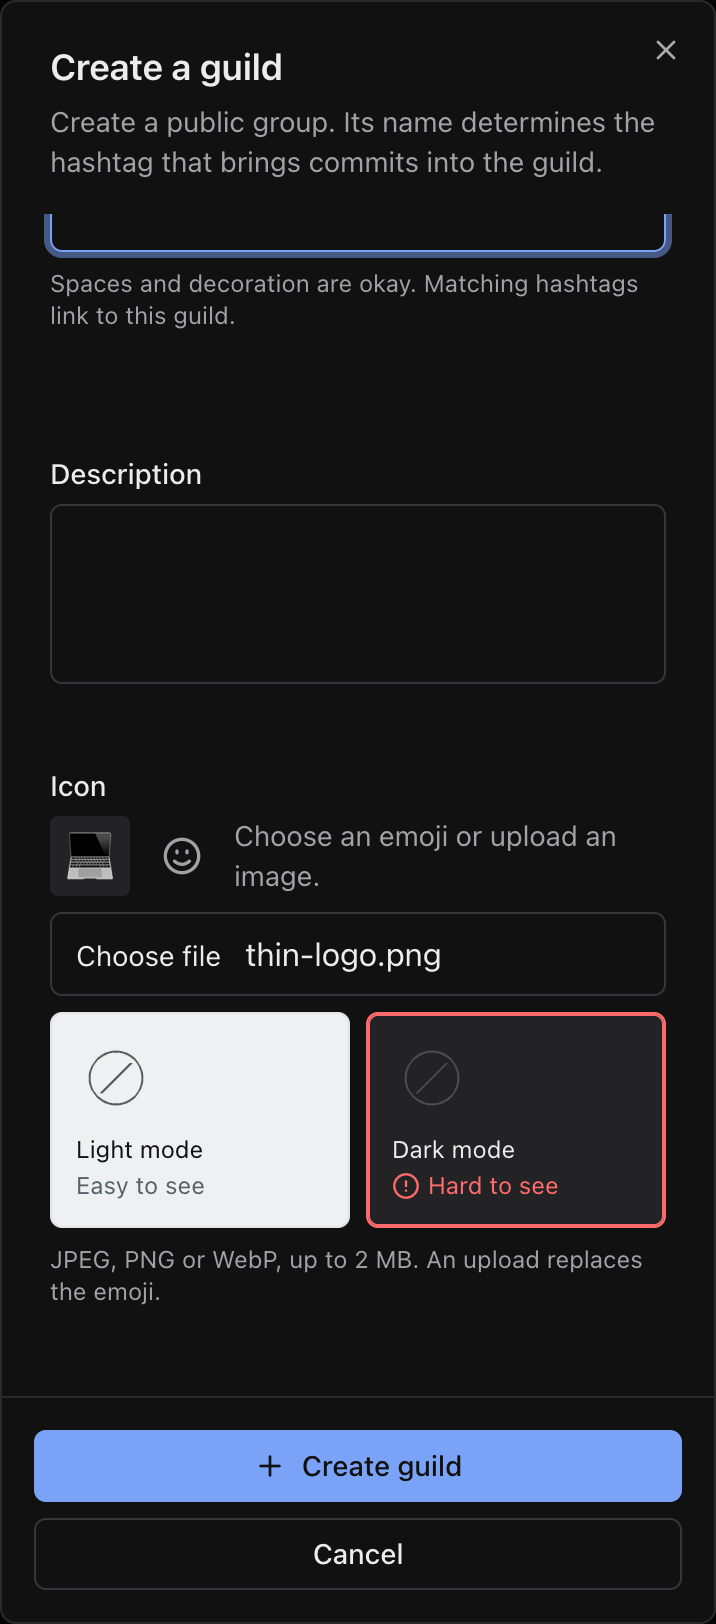 Create a guild
Create a public group. Its name determines the
hashtag that brings commits into the guild.
Spaces and decoration are okay. Matching hashtags
link to this guild.
Description
Icon
Choose an emoji or upload an
image.
Choose file thin-logo.png
Light mode
Easy to see
Dark mode
Hard to see
JPEG, PNG or WebP, up to 2 MB. An upload replaces
the emoji.
Create guild
Cancel